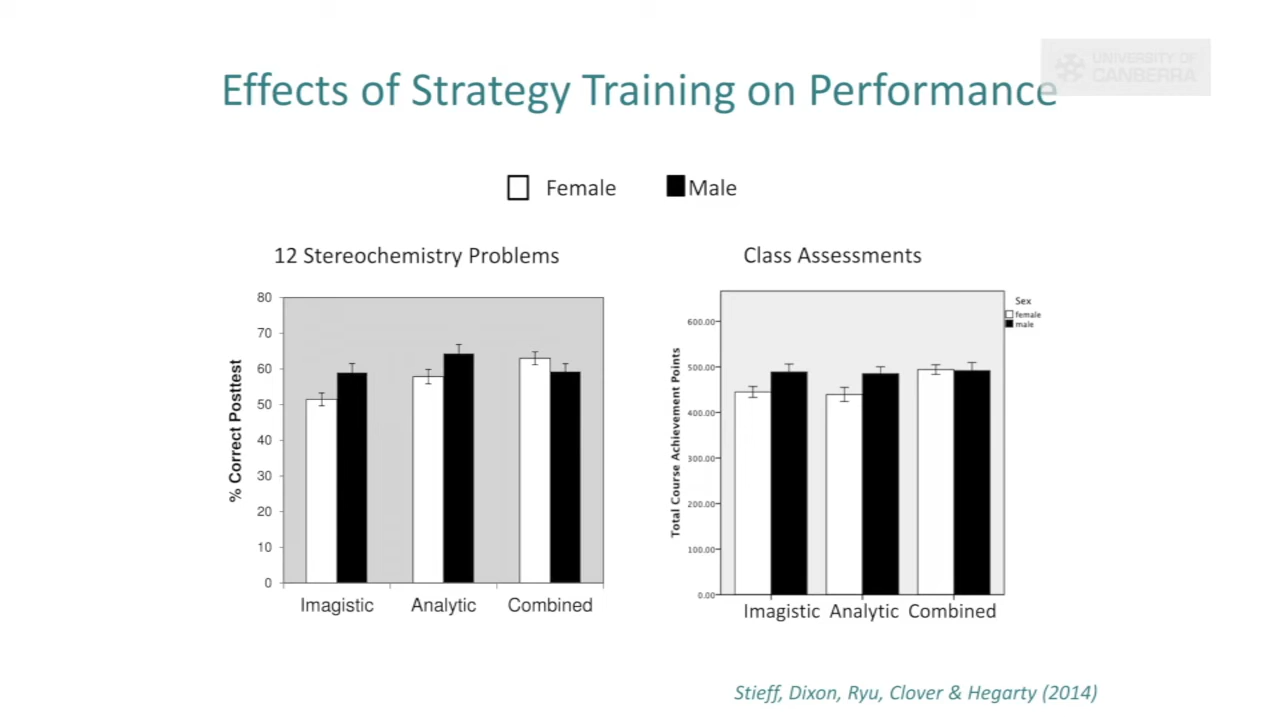 UNIVERSITY OF
CANBERRA
Effects of Strategy Training on Performance
Female
Male
12 Stereochemistry Problems
80
70
60
50
40
30
20
10
0
% Correct Posttest
Imagistic
Analytic
Combined
Class Assessments
Sex
female
male
600.00
500.00
400.00
300.00
200.00
100.00
0.00
Total Course Achievement Points
Imagistic
Analytic
Combined
Stieff, Dixon, Ryu, Clover & Hegarty (2014)